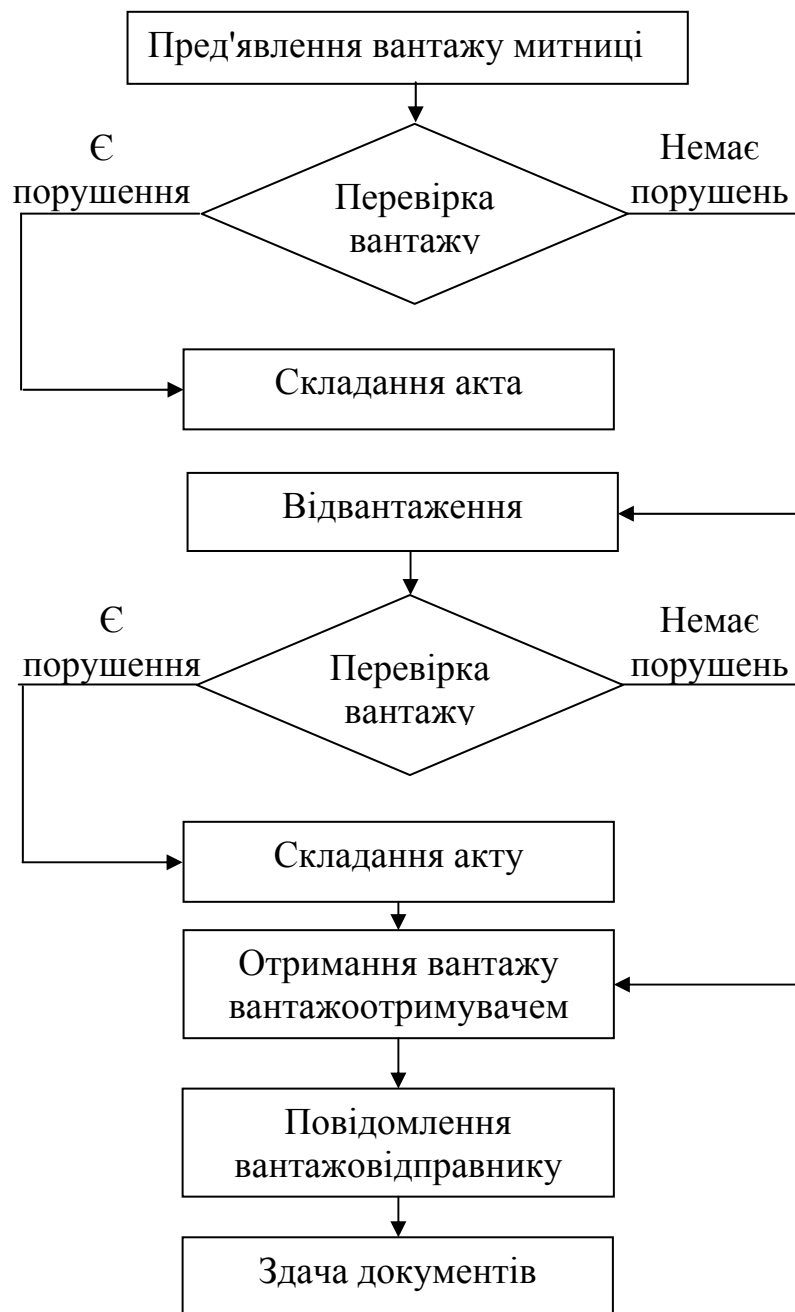 Пред'явлення вантажу митниці
Є
порушення
Немає
порушень
Перевірка
вантажу
Складання акта
Відвантаження
Є
порушення
Немає
порушень
Перевірка
вантажу
Складання акту
Отримання вантажу
вантажоотримувачем
Повідомлення
вантажовідправнику
Здача документів